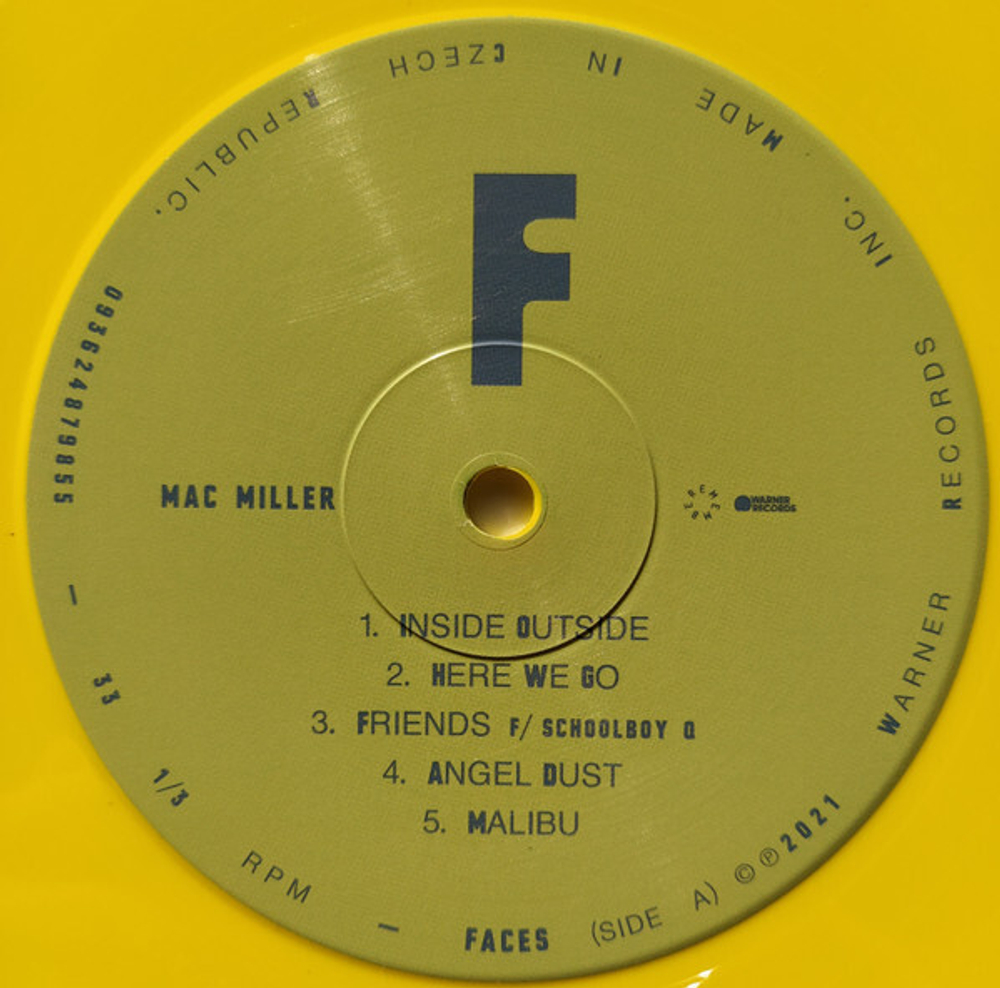 F
MAC MILLER
REMEMBER
WARNER RECORDS
1. INSIDE OUTSIDE
2. HERE WE GO
3. FRIENDS F/ SCHOOLBOY Q
4. ANGEL DUST
5. MALIBU
093624879855 — 33 1/3 RPM — FACES (SIDE A) ©℗2021 WARNER RECORDS INC. MADE IN CZECH REPUBLIC.